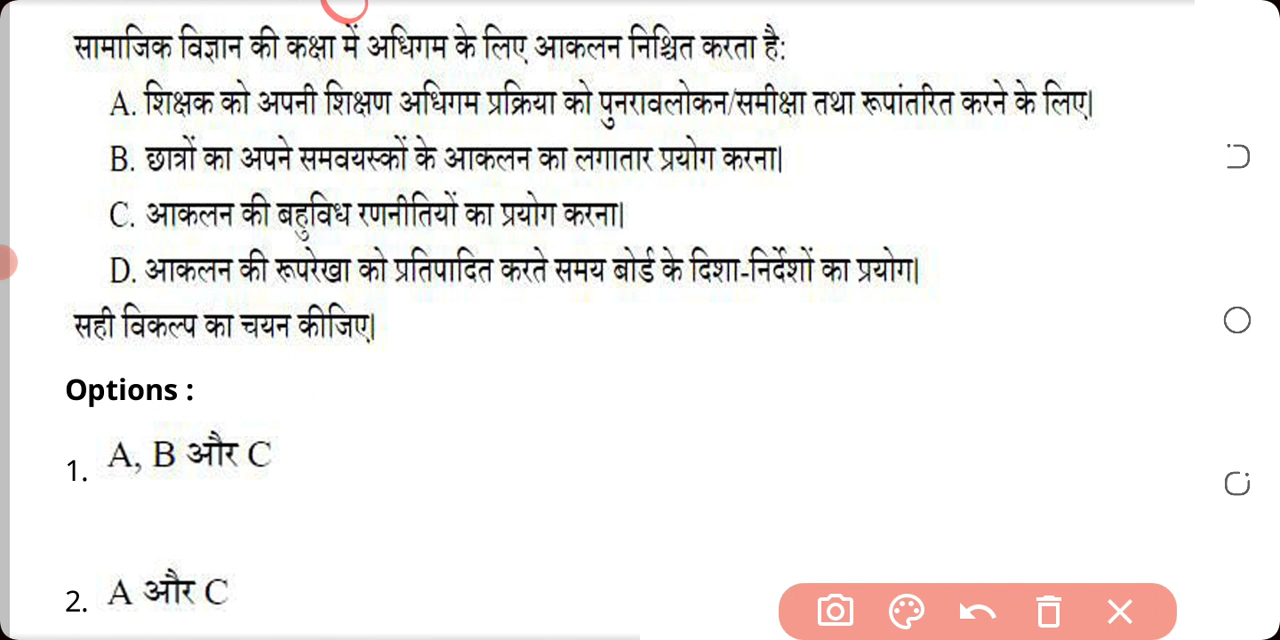 सामाजिक विज्ञान की कक्षा में अधिगम के लिए आकलन निश्चित करता है:
A. शिक्षक को अपनी शिक्षण अधिगम प्रक्रिया को पुनरावलोकन/समीक्षा तथा रूपांतरित करने के लिए|
B. छात्रों का अपने समवयस्कों के आकलन का लगातार प्रयोग करना|
C. आकलन की बहुविध रणनीतियों का प्रयोग करना|
D. आकलन की रूपरेखा को प्रतिपादित करते समय बोर्ड के दिशा-निर्देशों का प्रयोग|
सही विकल्प का चयन कीजिए|
Options :
1. A, B और C
2. A और C